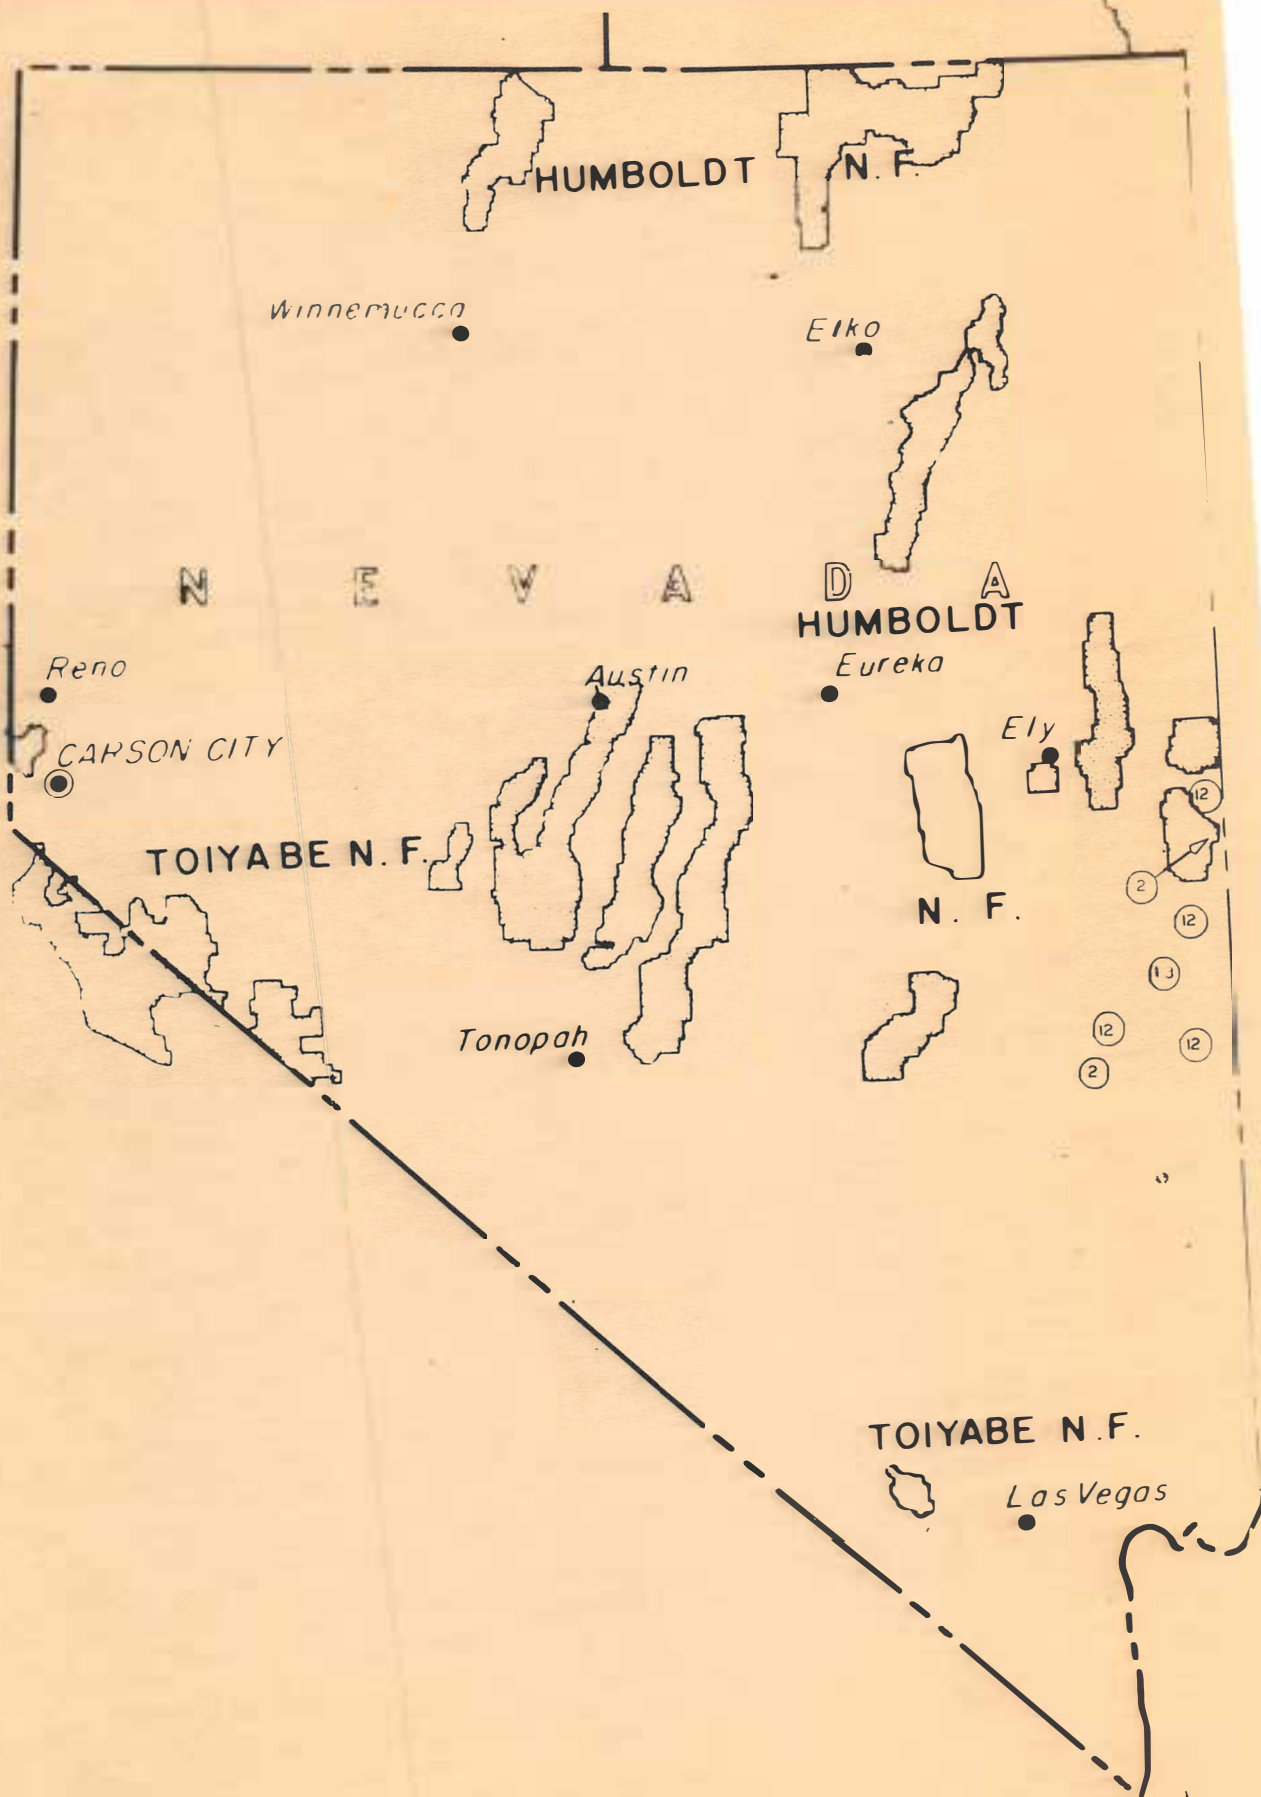 HUMBOLDT N.F.
Winnemucca
Elko
N E V A D A
HUMBOLDT
Reno
Austin
Eureka
Ely
CARSON CITY
12
TOIYABE N.F.
2
N. F.
12
12
Tonopah
12
2
TOIYABE N.F.
Las Vegas